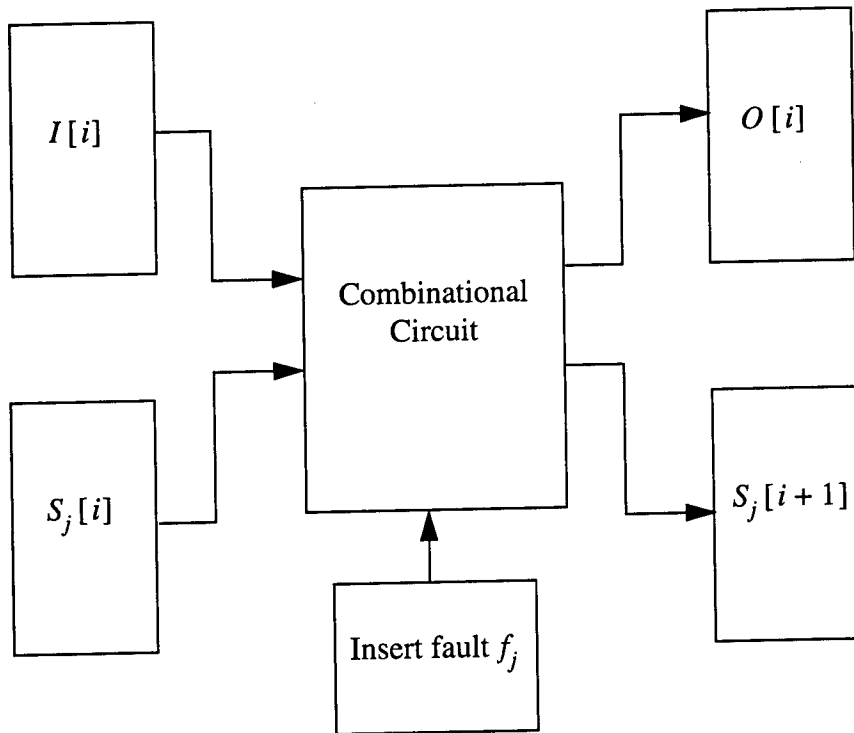 I[i]
O[i]
Combinational
Circuit
S_j[i]
S_j[i + 1]
Insert fault f_j